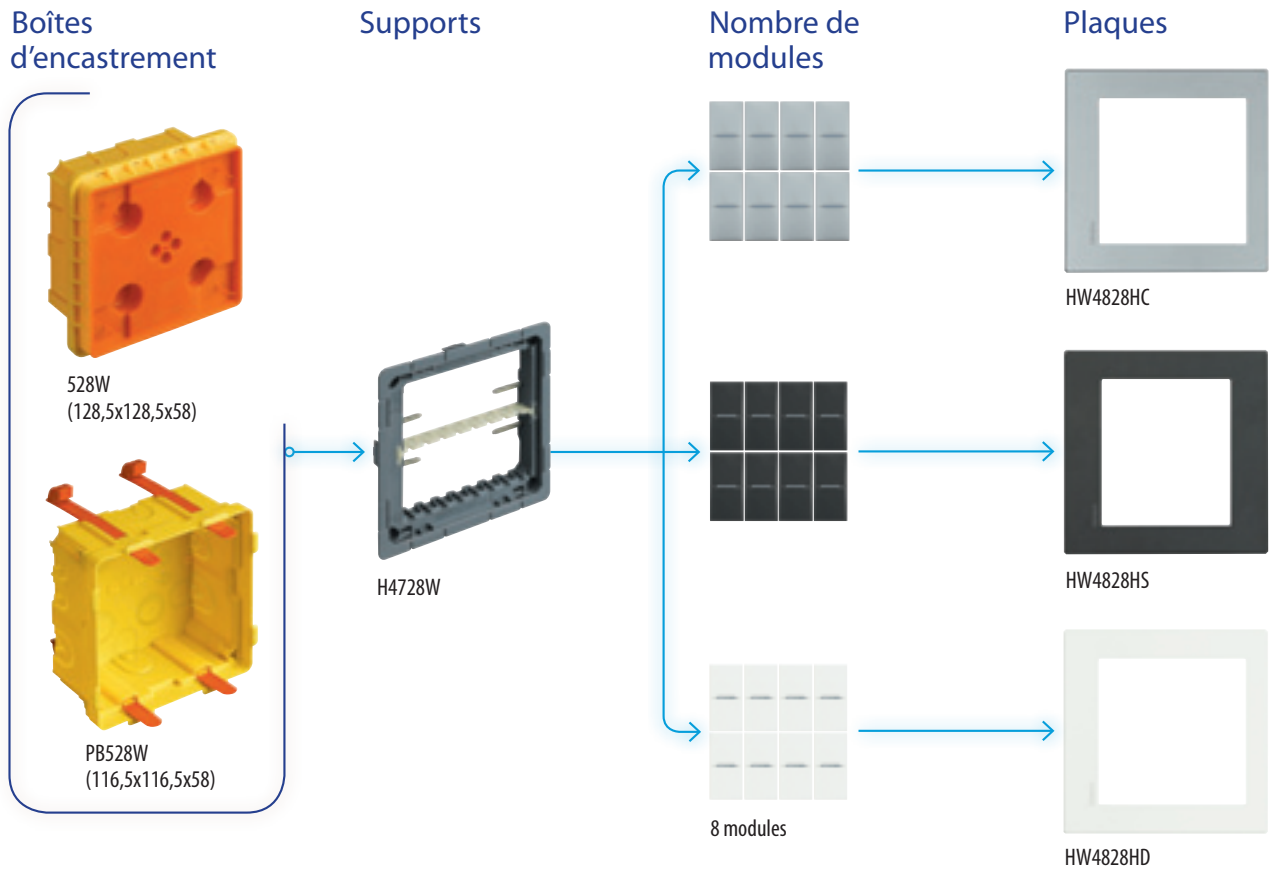 Boîtes
d’encastrement
Supports
Nombre de
modules
Plaques
528W
(128,5x128,5x58)
PB528W
(116,5x116,5x58)
H4728W
8 modules
HW4828HC
HW4828HS
HW4828HD